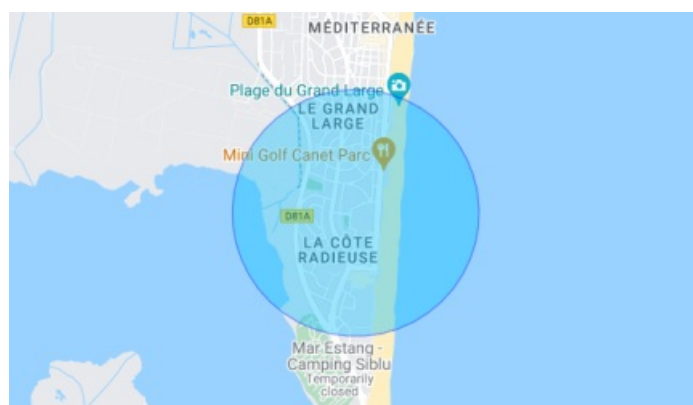 D81A
MÉDITERRANÉE
Plage du Grand Large
LE GRAND
LARGE
Mini Golf Canet Parc
D81A
LA CÔTE
RADIEUSE
Mar Estang -
Camping Siblu
Temporarily
closed